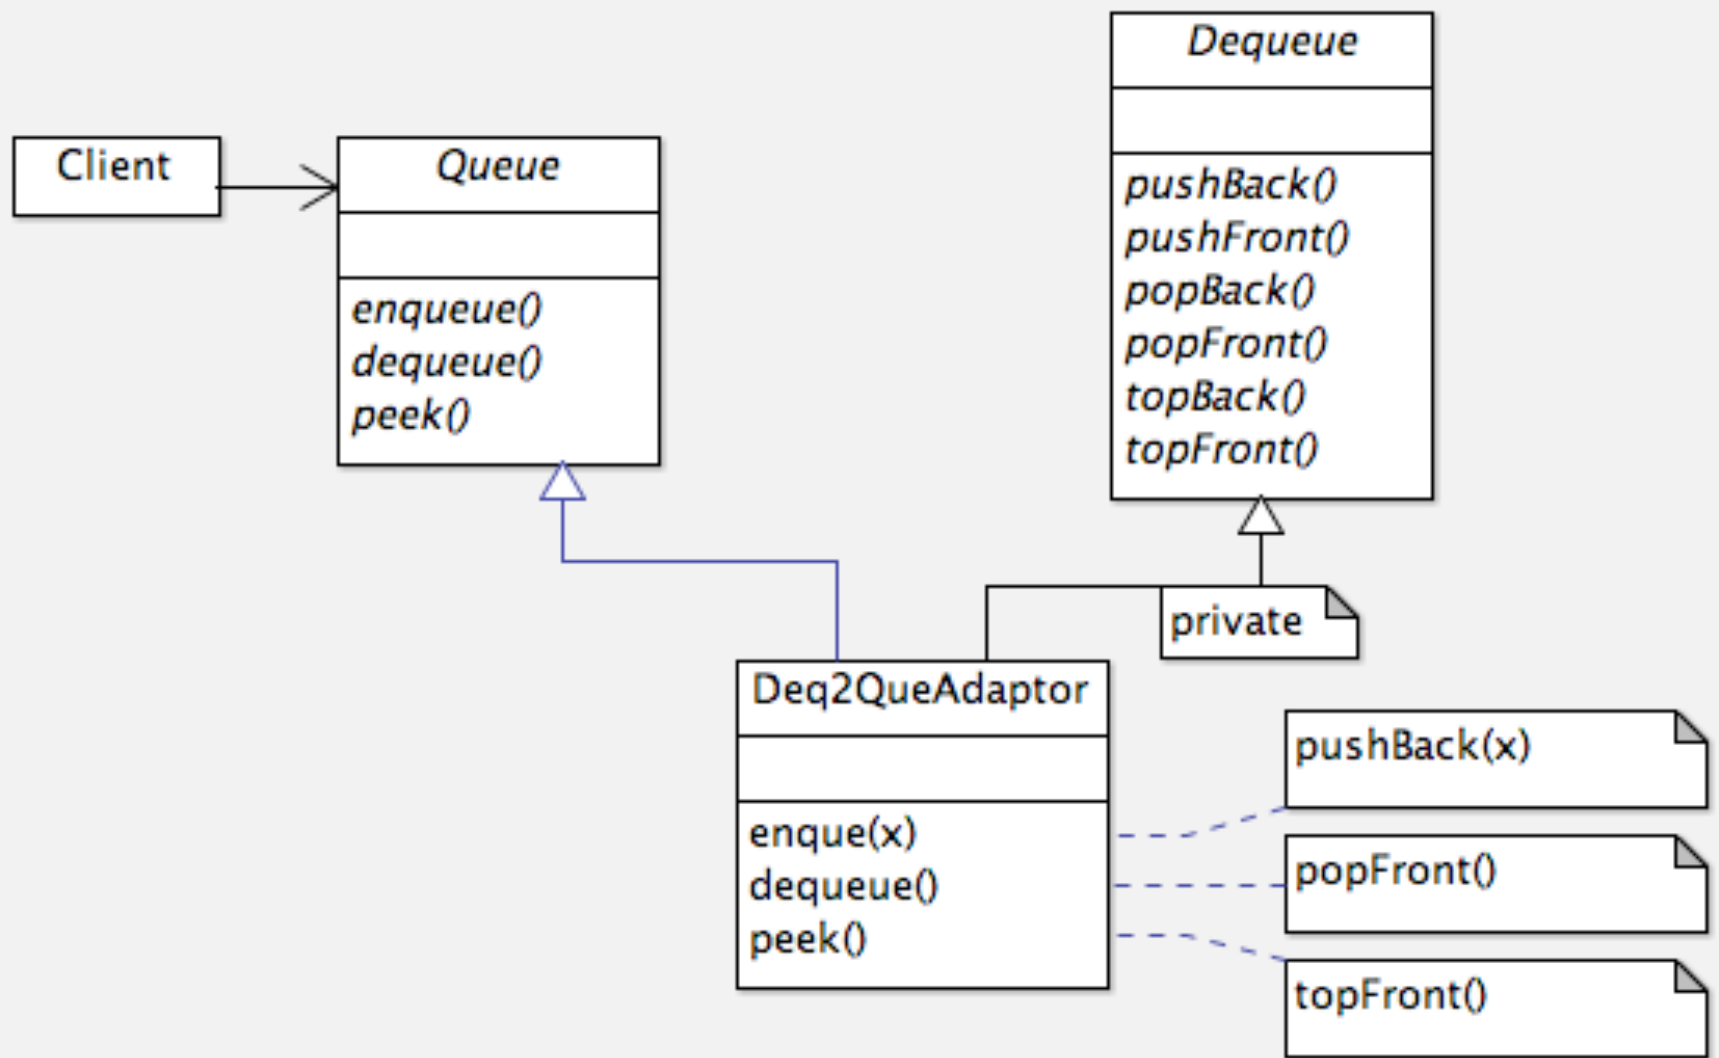 Client
Queue
enqueue()
dequeue()
peek()
Dequeue
pushBack()
pushFront()
popBack()
popFront()
topBack()
topFront()
private
Deq2QueAdaptor
enque(x)
dequeue()
peek()
pushBack(x)
popFront()
topFront()